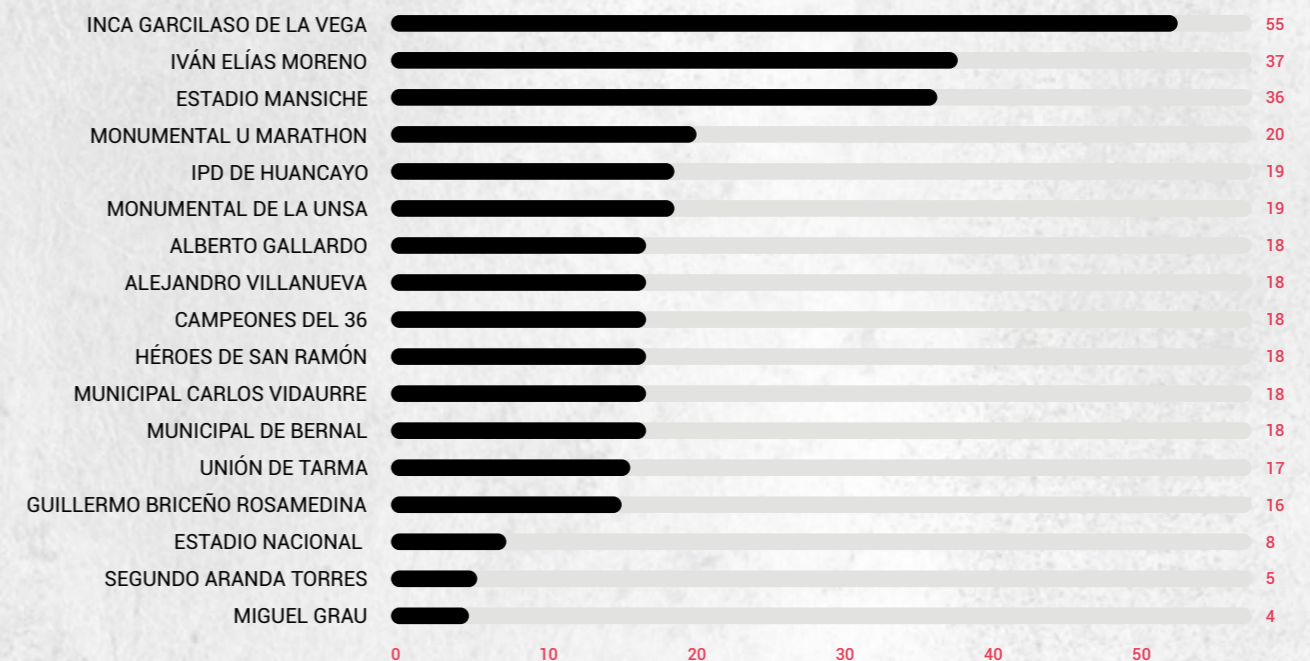 INCA GARCILASO DE LA VEGA 55
IVÁN ELÍAS MORENO 37
ESTADIO MANSICHE 36
MONUMENTAL U MARATHON 20
IPD DE HUANCAYO 19
MONUMENTAL DE LA UNSA 19
ALBERTO GALLARDO 18
ALEJANDRO VILLANUEVA 18
CAMPEONES DEL 36 18
HÉROES DE SAN RAMÓN 18
MUNICIPAL CARLOS VIDAURRE 18
MUNICIPAL DE BERNAL 18
UNIÓN DE TARMA 17
GUILLERMO BRICEÑO ROSAMEDINA 16
ESTADIO NACIONAL 8
SEGUNDO ARANDA TORRES 5
MIGUEL GRAU 4
0 10 20 30 40 50